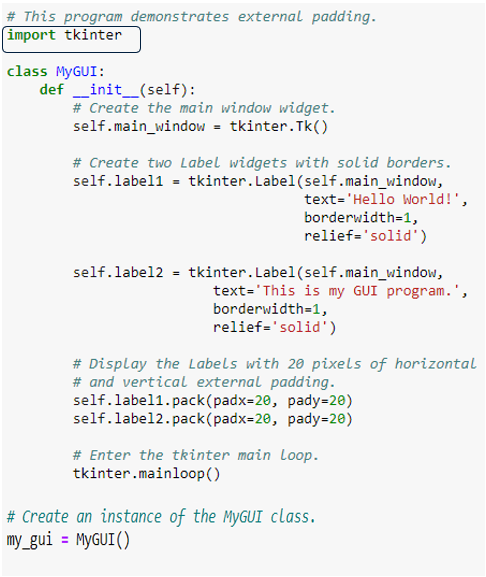 # This program demonstrates external padding.
import tkinter
class MyGUI:
def __init__(self):
# Create the main window widget.
self.main_window = tkinter.Tk()
# Create two Label widgets with solid borders.
self.label1 = tkinter.Label(self.main_window,
text='Hello World!',
borderwidth=1,
relief='solid')
self.label2 = tkinter.Label(self.main_window,
text='This is my GUI program.',
borderwidth=1,
relief='solid')
# Display the Labels with 20 pixels of horizontal
# and vertical external padding.
self.label1.pack(padx=20, pady=20)
self.label2.pack(padx=20, pady=20)
# Enter the tkinter main loop.
tkinter.mainloop()
# Create an instance of the MyGUI class.
my_gui = MyGUI()